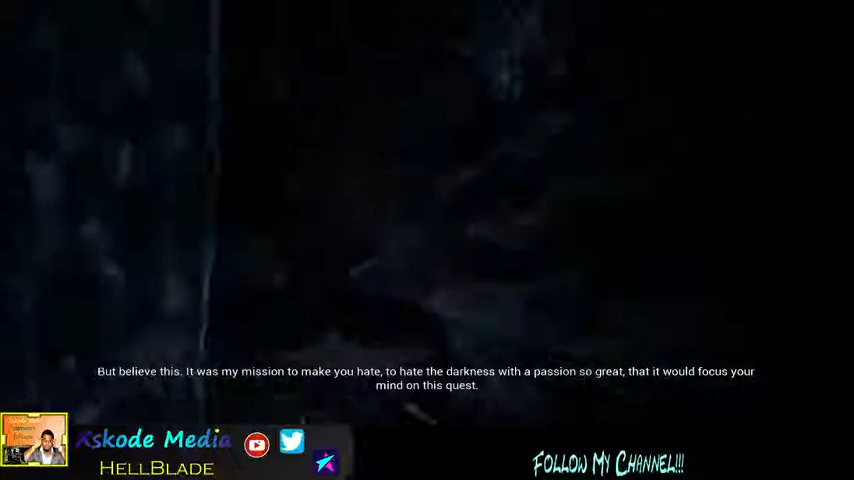 But believe this. It was my mission to make you hate, to hate the darkness with a passion so great, that it would focus your
mind on this quest.
Xskode Media
HellBlade
Follow My Channel!!!